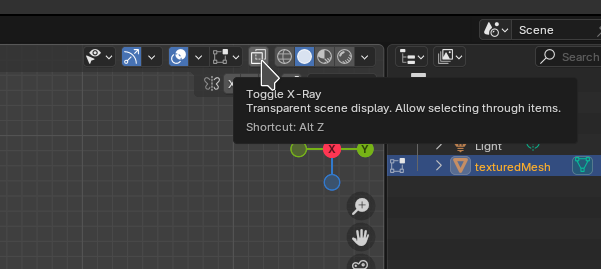 Scene
Search
X
Toggle X-Ray
Transparent scene display. Allow selecting through items.
Shortcut: Alt Z
X
Y
Light
texturedMesh